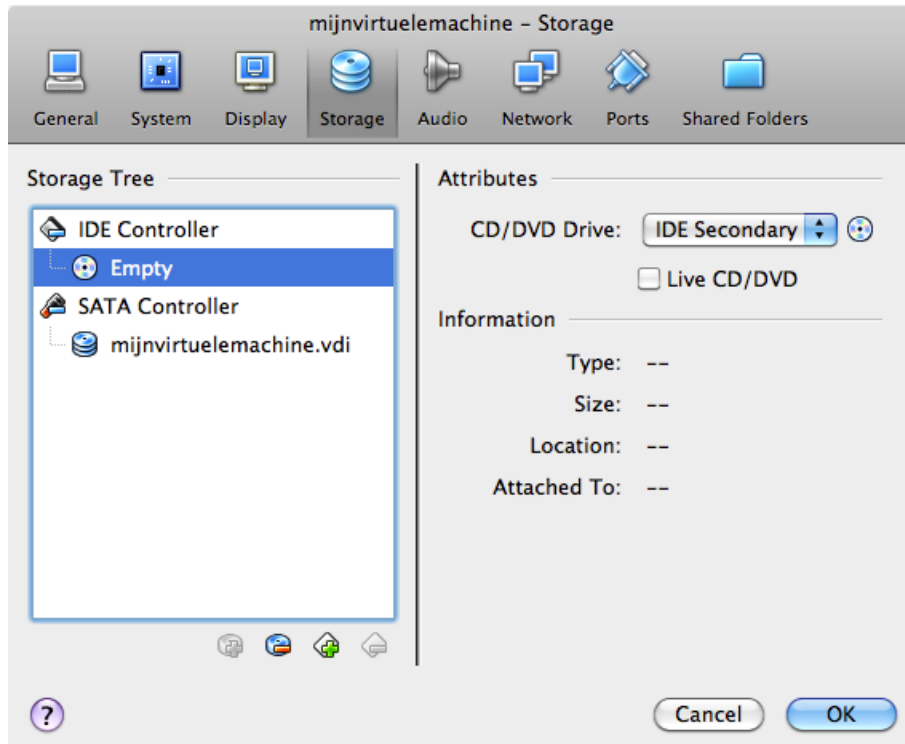 mijnvirtuelemachine – Storage
General System Display Storage Audio Network Ports Shared Folders
Storage Tree
IDE Controller
Empty
SATA Controller
mijnvirtuelemachine.vdi
Attributes
CD/DVD Drive: IDE Secondary
Live CD/DVD
Information
Type: --
Size: --
Location: --
Attached To: --
?
Cancel OK